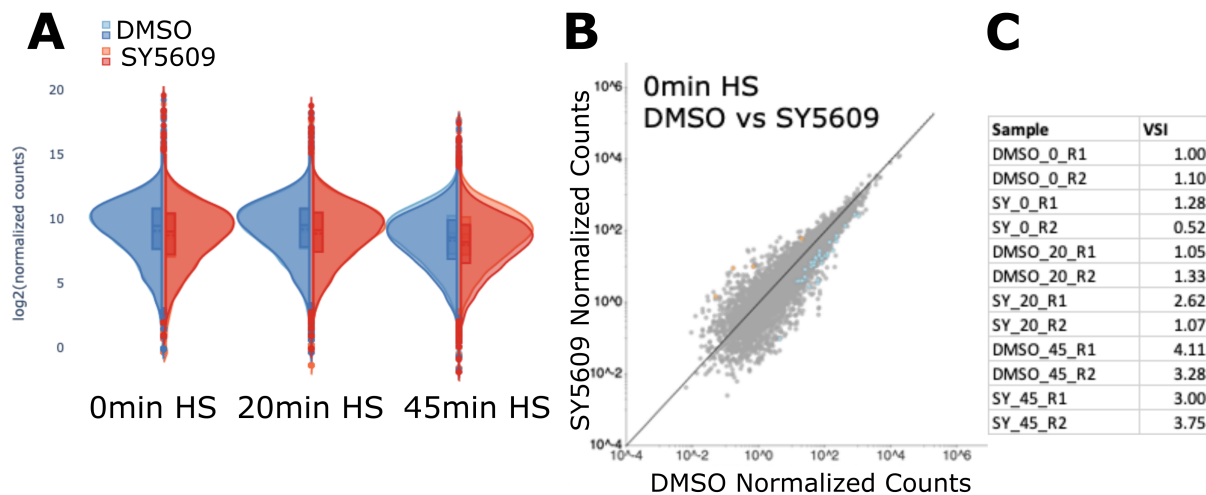 A
DMSO
SY5609
log2(normalized counts)
20
15
10
5
0
0min HS 20min HS 45min HS
B
0min HS
DMSO vs SY5609
SY5609 Normalized Counts
10^6
10^4
10^2
10^0
10^-2
10^-4
10^-4 10^-2 10^0 10^2 10^4 10^6
DMSO Normalized Counts
C
Sample VSI
DMSO_0_R1 1.00
DMSO_0_R2 1.10
SY_0_R1 1.28
SY_0_R2 0.52
DMSO_20_R1 1.05
DMSO_20_R2 1.33
SY_20_R1 2.62
SY_20_R2 1.07
DMSO_45_R1 4.11
DMSO_45_R2 3.28
SY_45_R1 3.00
SY_45_R2 3.75